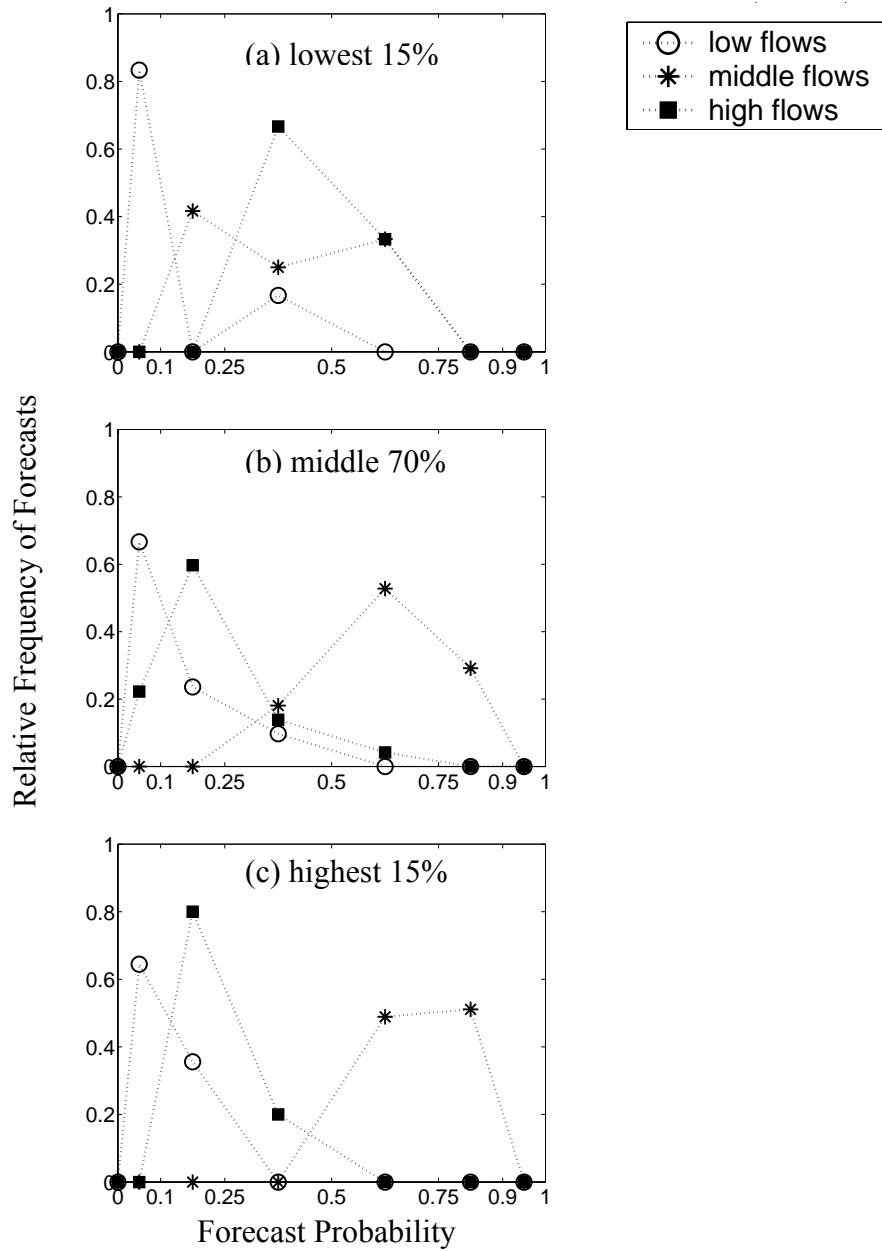 low flows
middle flows
high flows
(a) lowest 15%
1
0.8
0.6
0.4
0.2
0
0 0.1 0.25 0.5 0.75 0.9 1
(b) middle 70%
1
0.8
0.6
0.4
0.2
0
0 0.1 0.25 0.5 0.75 0.9 1
(c) highest 15%
1
0.8
0.6
0.4
0.2
0
0 0.1 0.25 0.5 0.75 0.9 1
Relative Frequency of Forecasts
Forecast Probability